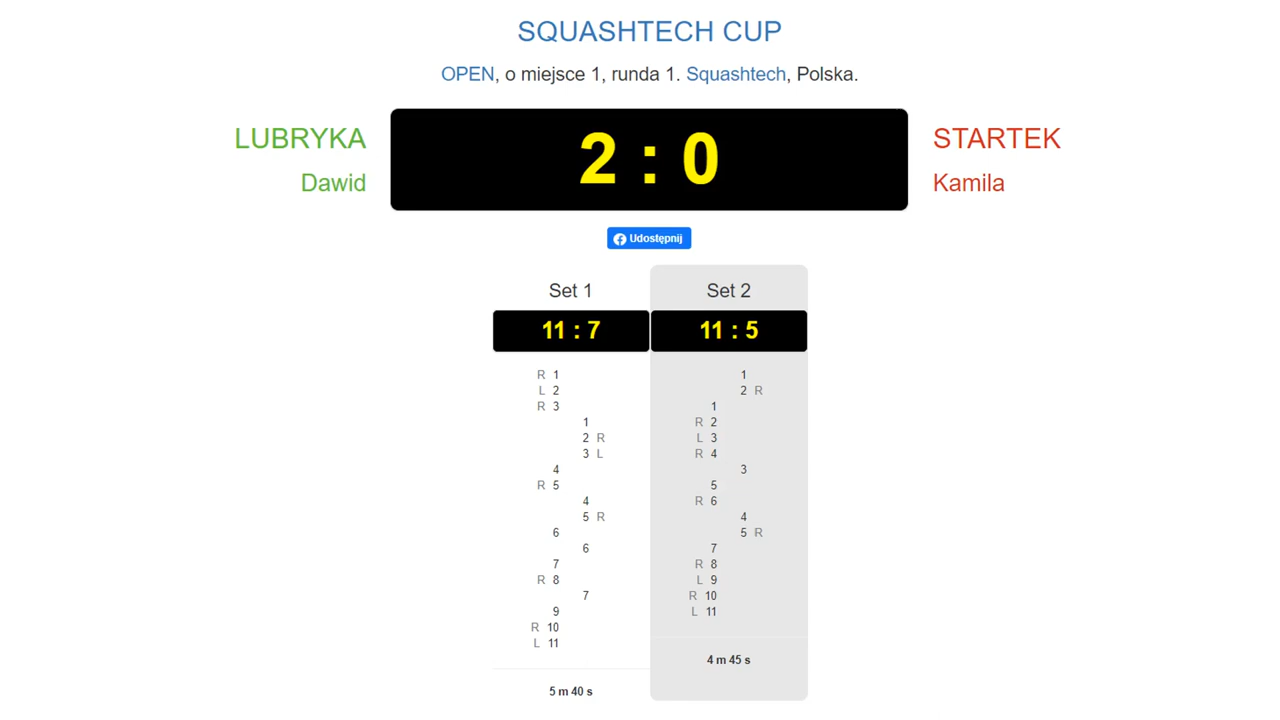 SQUASHTECH CUP
OPEN, o miejsce 1, runda 1. Squashtech, Polska.
LUBRYKA
Dawid
2 : 0
STARTEK
Kamila
Udostępnij
Set 1
11 : 7
R 1
L 2
R 3
1
2 R
3 L
4
R 5
4
5 R
6
6
7
R 8
7
9
R 10
L 11
5 m 40 s
Set 2
11 : 5
1
2 R
1
R 2
L 3
R 4
3
5
R 6
4
5 R
7
R 8
L 9
R 10
L 11
4 m 45 s